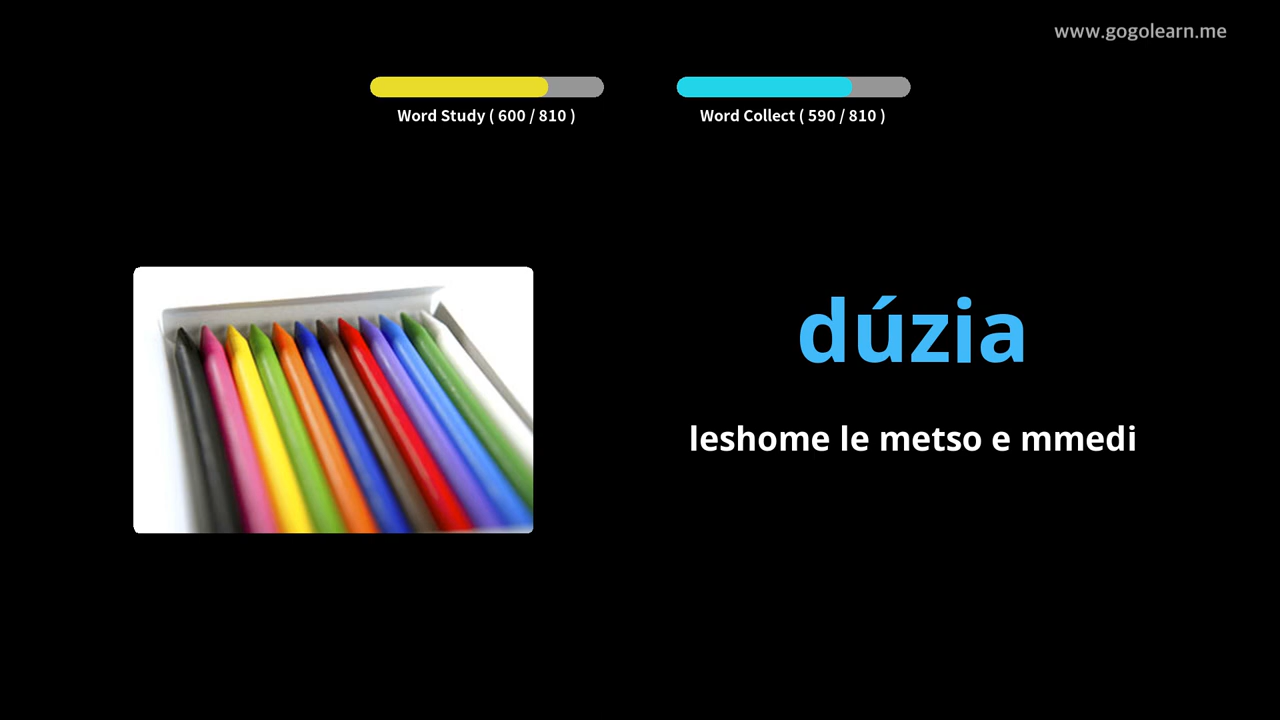 www.gogolearn.me
Word Study ( 600 / 810 )
Word Collect ( 590 / 810 )
dúzia
leshome le metso e mmedi